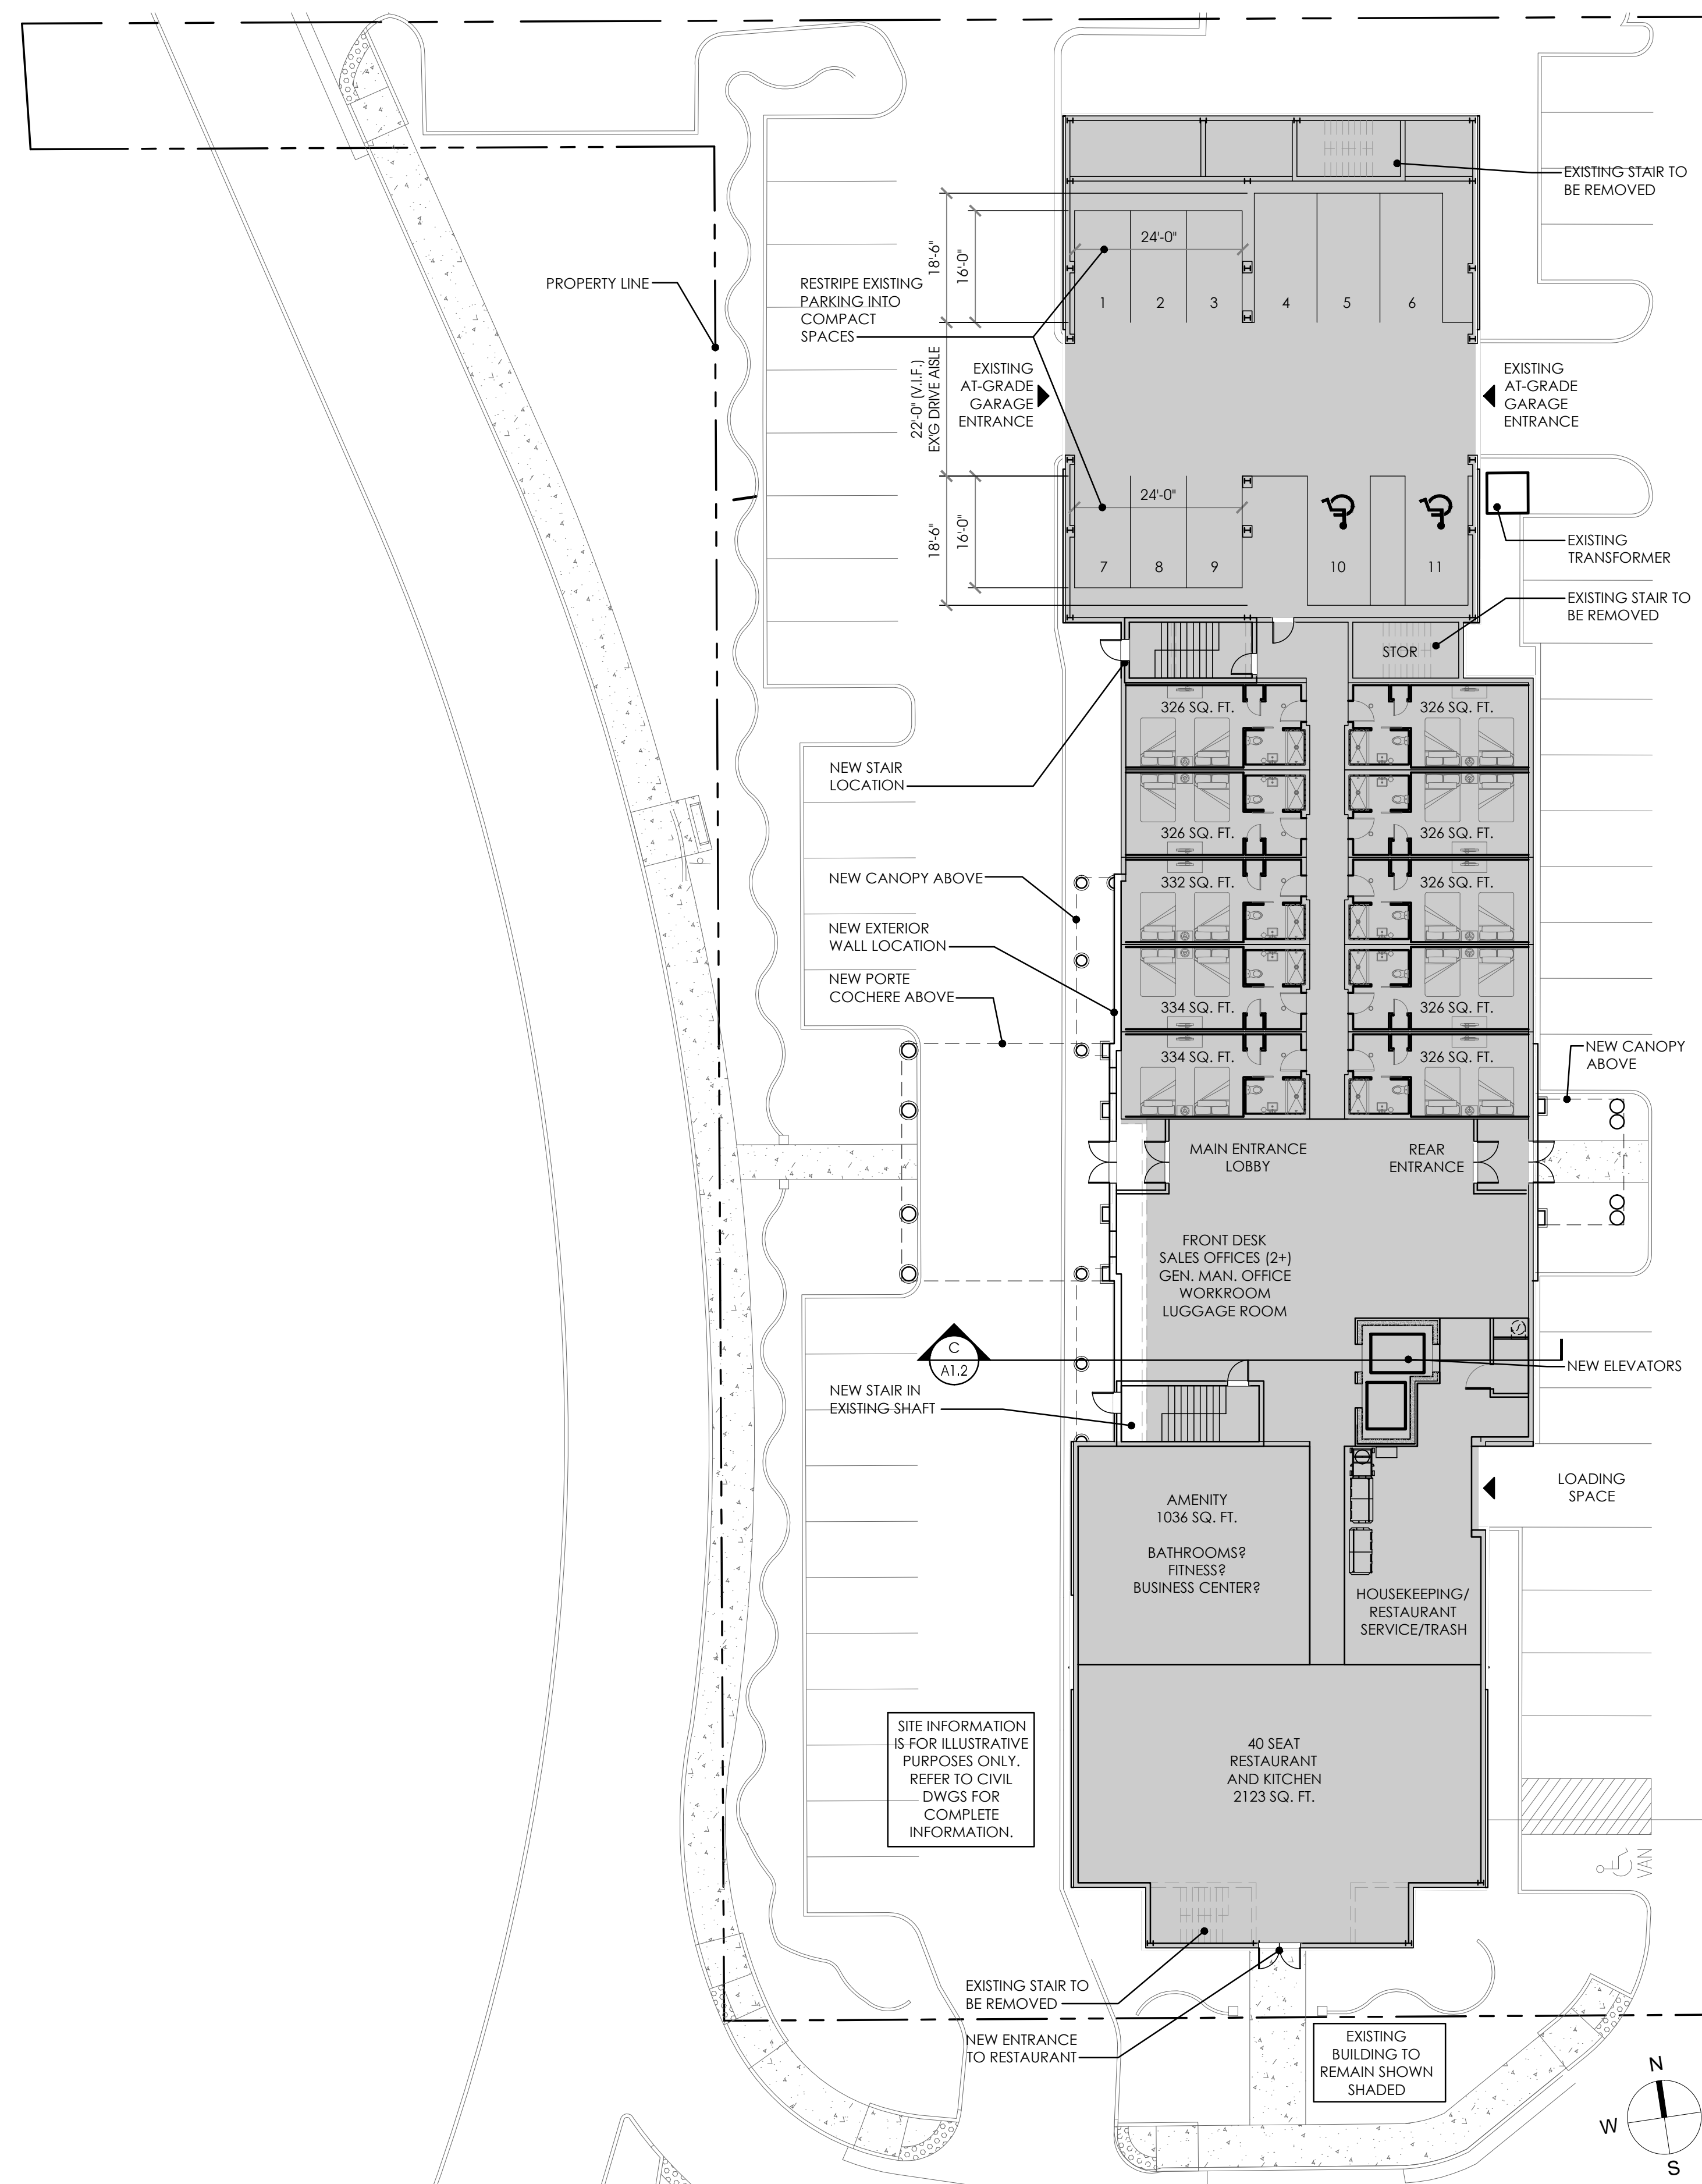 EXISTING STAIR TO
BE REMOVED
24'-0"
18'-6"
16'-0"
PROPERTY LINE
RESTRIPE EXISTING
PARKING INTO
COMPACT
SPACES
1
2
3
4
5
6
22'-0" (V.I.F.)
EX'G DRIVE AISLE
EXISTING
AT-GRADE
GARAGE
ENTRANCE
EXISTING
AT-GRADE
GARAGE
ENTRANCE
24'-0"
18'-6"
16'-0"
7
8
9
10
11
EXISTING
TRANSFORMER
EXISTING STAIR TO
BE REMOVED
STOR
326 SQ. FT.
326 SQ. FT.
NEW STAIR
LOCATION
326 SQ. FT.
326 SQ. FT.
NEW CANOPY ABOVE
332 SQ. FT.
326 SQ. FT.
NEW EXTERIOR
WALL LOCATION
NEW PORTE
COCHERE ABOVE
334 SQ. FT.
326 SQ. FT.
334 SQ. FT.
326 SQ. FT.
NEW CANOPY
ABOVE
MAIN ENTRANCE
LOBBY
REAR
ENTRANCE
FRONT DESK
SALES OFFICES (2+)
GEN. MAN. OFFICE
WORKROOM
LUGGAGE ROOM
C
A1.2
NEW ELEVATORS
NEW STAIR IN
EXISTING SHAFT
LOADING
SPACE
AMENITY
1036 SQ. FT.
BATHROOMS?
FITNESS?
BUSINESS CENTER?
HOUSEKEEPING/
RESTAURANT
SERVICE/TRASH
SITE INFORMATION
IS FOR ILLUSTRATIVE
PURPOSES ONLY.
REFER TO CIVIL
DWGS FOR
COMPLETE
INFORMATION.
40 SEAT
RESTAURANT
AND KITCHEN
2123 SQ. FT.
VAN
EXISTING STAIR TO
BE REMOVED
NEW ENTRANCE
TO RESTAURANT
EXISTING
BUILDING TO
REMAIN SHOWN
SHADED
N
W
S